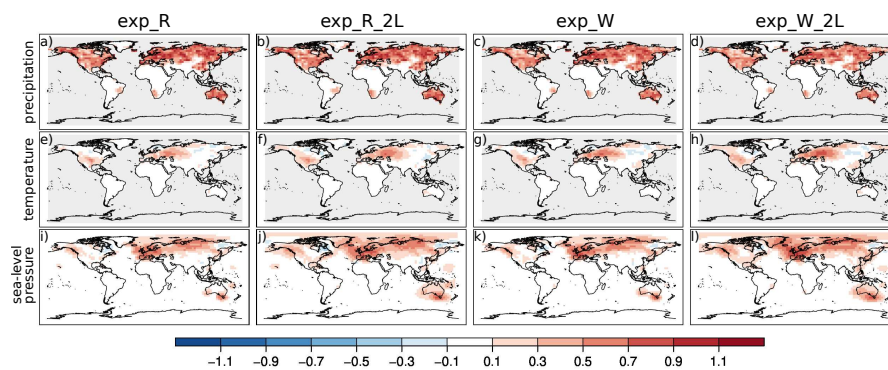 exp_R exp_R_2L exp_W exp_W_2L
precipitation a) b) c) d)
temperature e) f) g) h)
sea-level pressure i) j) k) l)
−1.1 −0.9 −0.7 −0.5 −0.3 −0.1 0.1 0.3 0.5 0.7 0.9 1.1